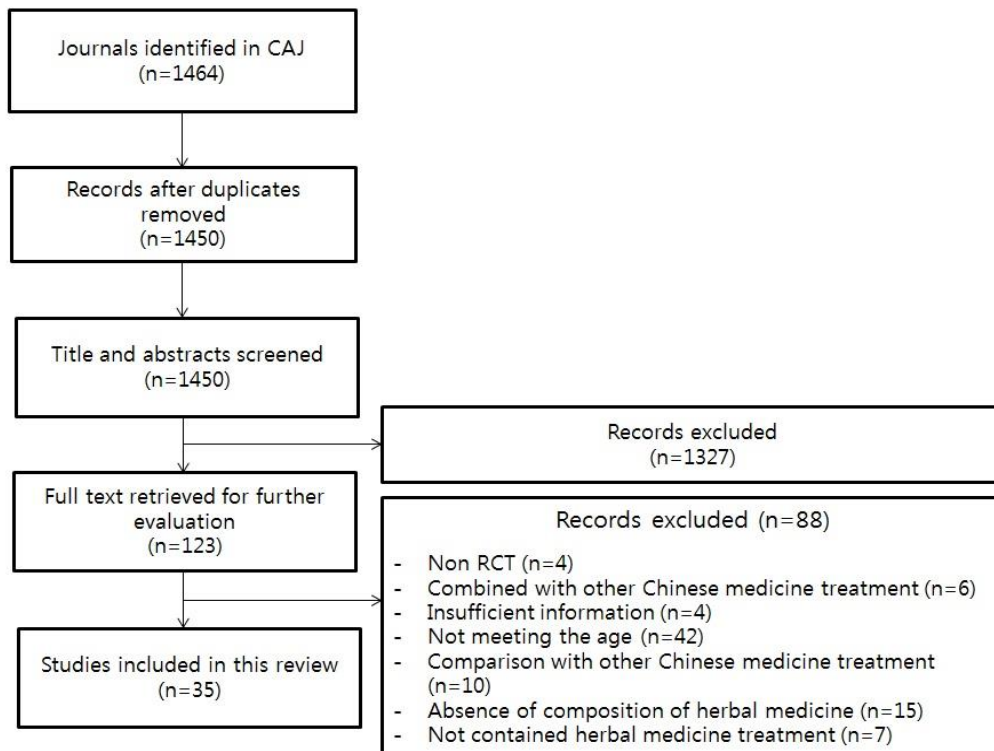 Journals identified in CAJ
(n=1464)
Records after duplicates
removed
(n=1450)
Title and abstracts screened
(n=1450)
Records excluded
(n=1327)
Full text retrieved for further
evaluation
(n=123)
Records excluded (n=88)
- Non RCT (n=4)
- Combined with other Chinese medicine treatment (n=6)
- Insufficient information (n=4)
- Not meeting the age (n=42)
- Comparison with other Chinese medicine treatment
(n=10)
- Absence of composition of herbal medicine (n=15)
- Not contained herbal medicine treatment (n=7)
Studies included in this review
(n=35)